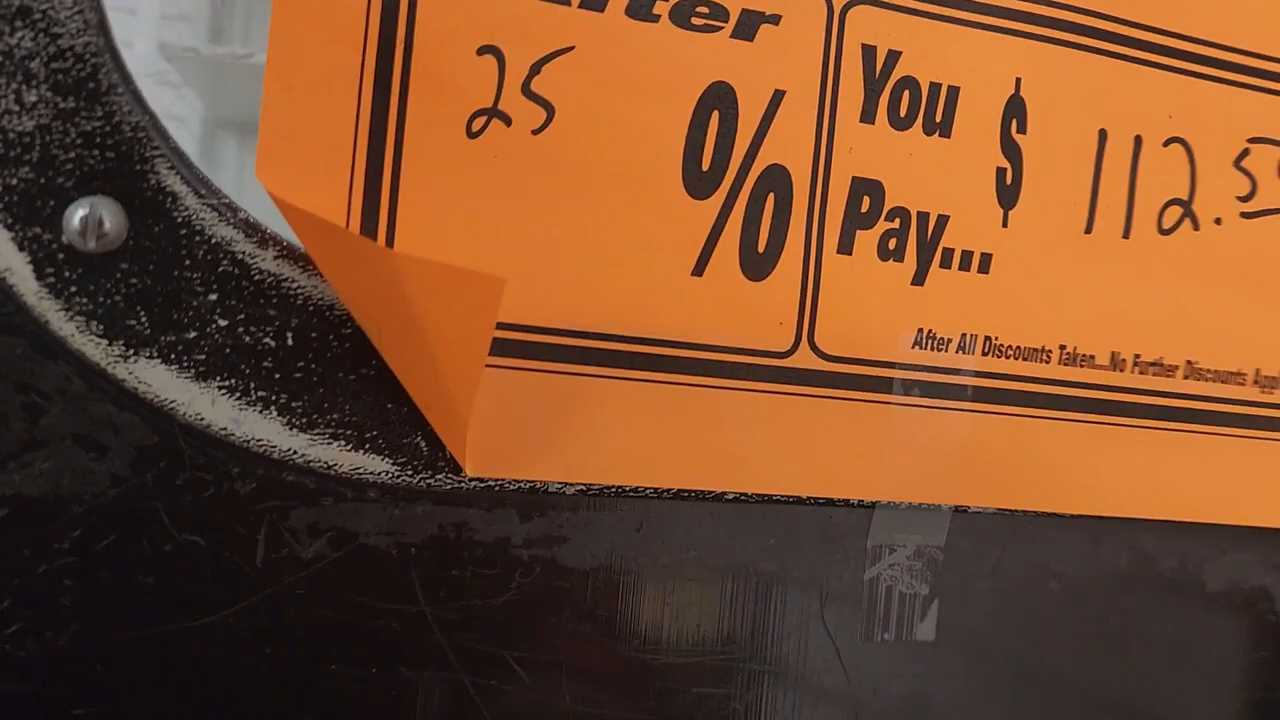 After
25 %
You Pay... $ 112.5
After All Discounts Taken...No Further Discounts